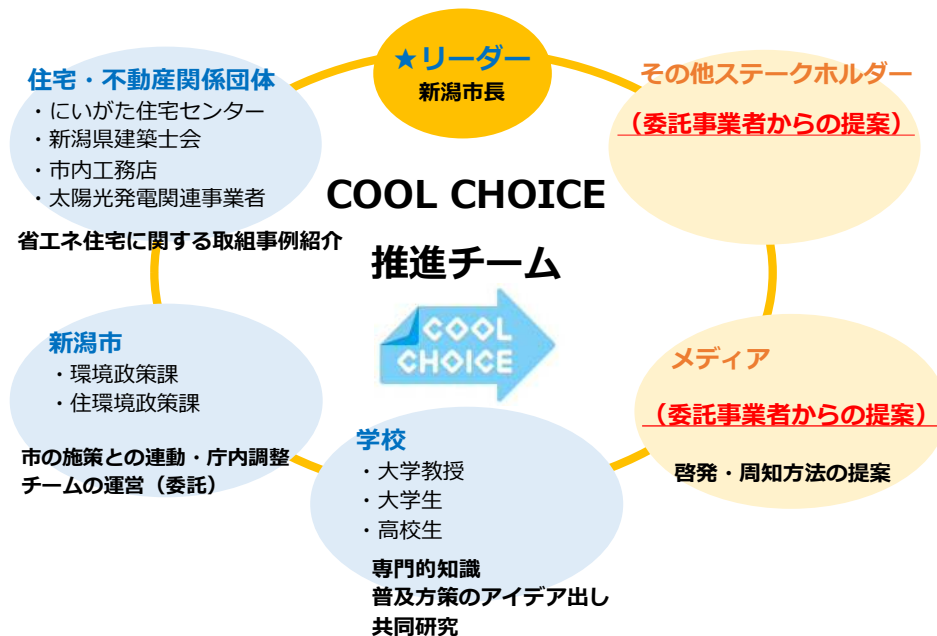 ★リーダー
新潟市長
住宅・不動産関係団体
・にいがた住宅センター
・新潟県建築士会
・市内工務店
・太陽光発電関連事業者
省エネ住宅に関する取組事例紹介
その他ステークホルダー
（委託事業者からの提案）
COOL CHOICE
推進チーム
COOL
CHOICE
新潟市
・環境政策課
・住環境政策課
市の施策との連動・庁内調整
チームの運営（委託）
学校
・大学教授
・大学生
・高校生
専門的知識
普及方策のアイデア出し
共同研究
メディア
（委託事業者からの提案）
啓発・周知方法の提案